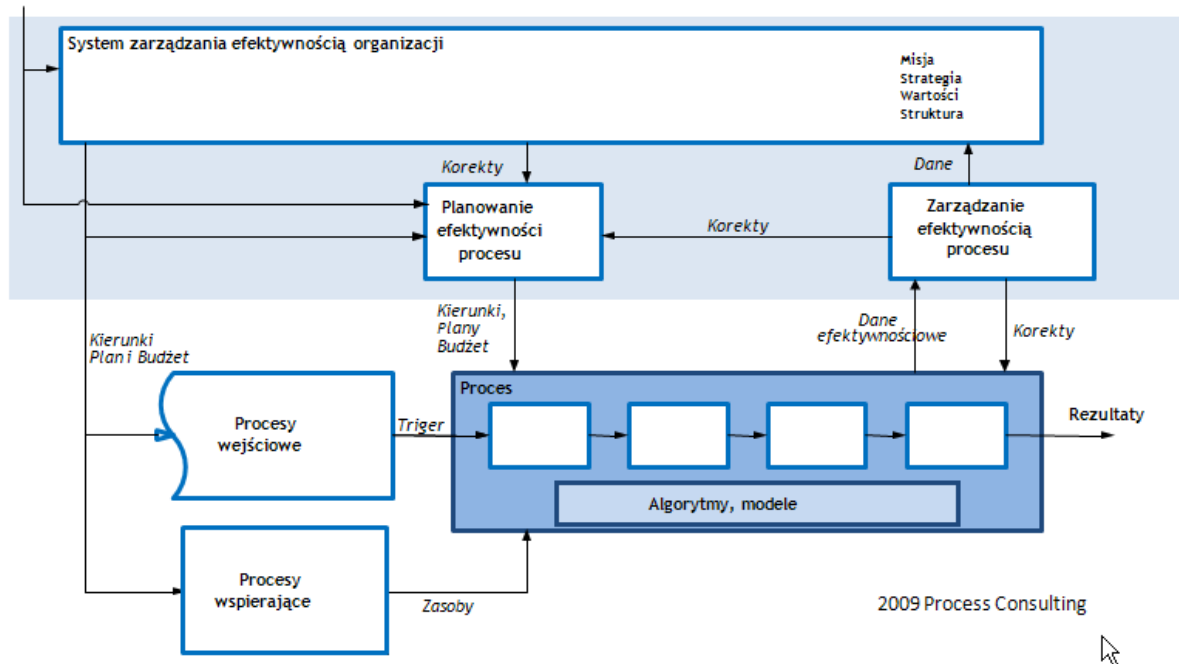 System zarządzania efektywnością organizacji
Misja
Strategia
Wartości
Struktura
Korekty
Dane
Planowanie
efektywności
procesu
Korekty
Zarządzanie
efektywnością
procesu
Kierunki
Plan i Budżet
Kierunki,
Plany
Budżet
Dane
efektywnościowe
Korekty
Proces
Procesy
wejściowe
Triger
Rezultaty
Algorytmy, modele
Procesy
wspierające
Zasoby
2009 Process Consulting